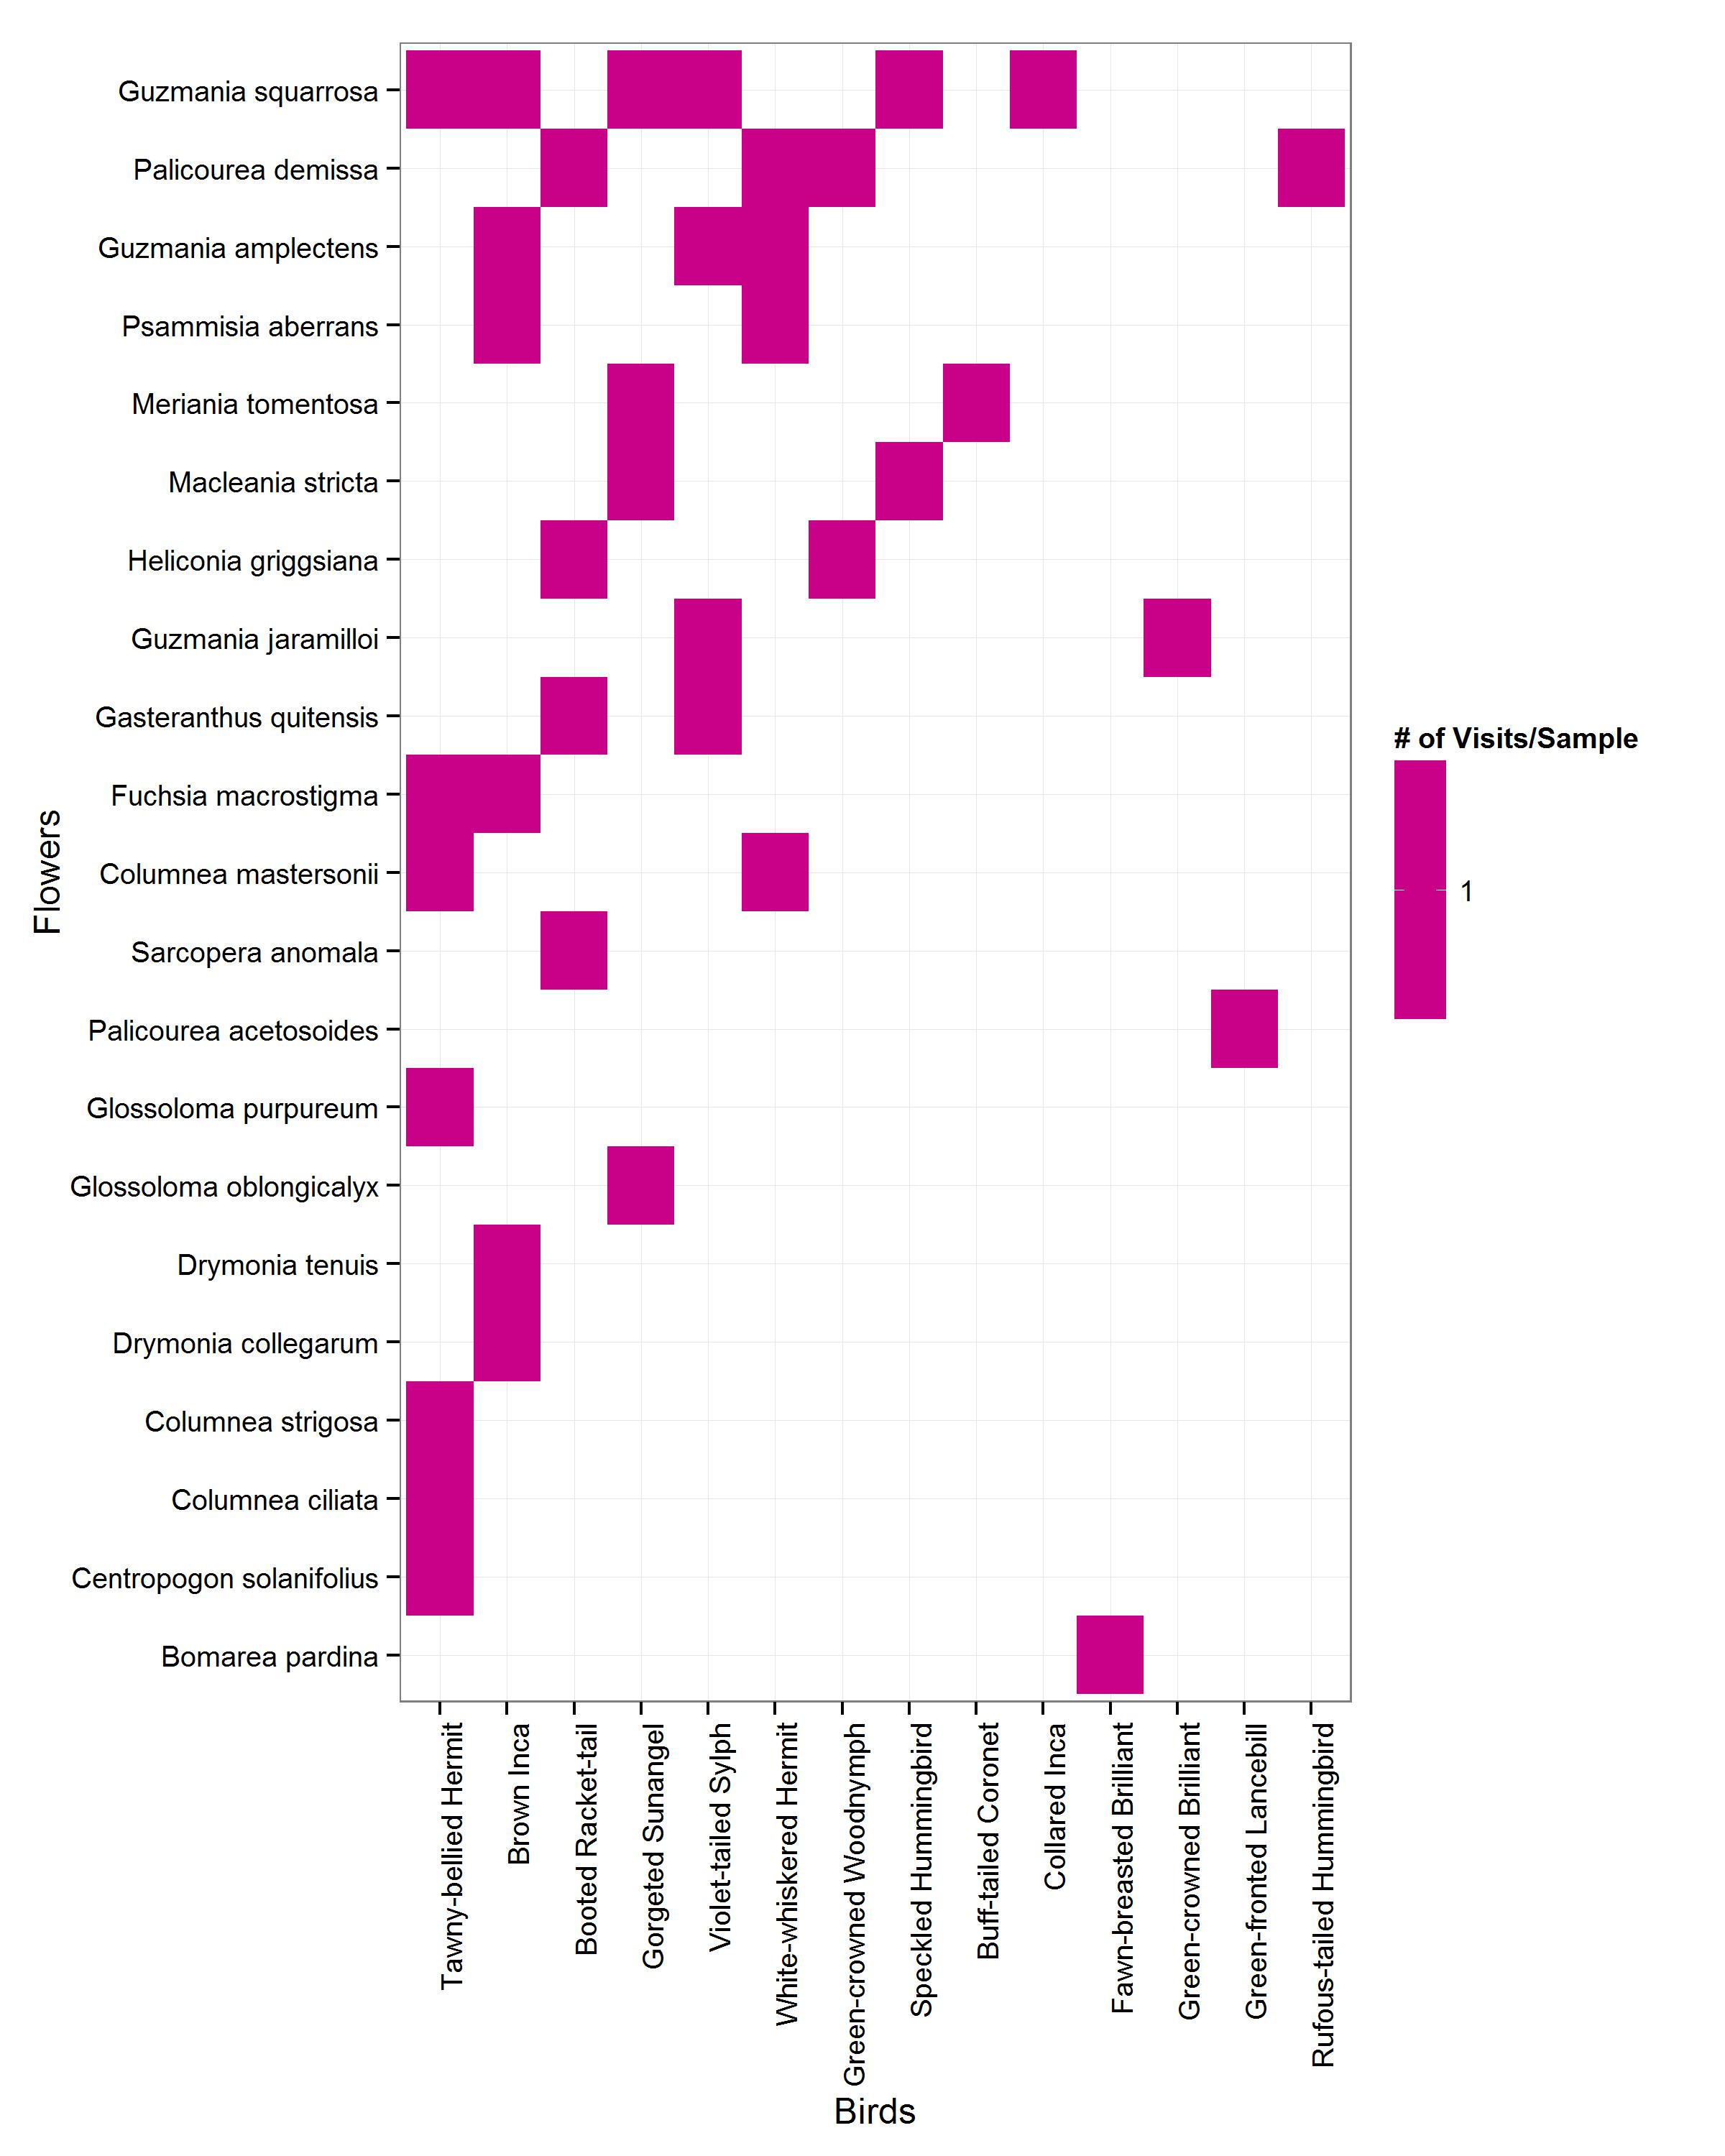 Guzmania squarrosa
Palicourea demissa
Guzmania amplectens
Psammisia aberrans
Meriania tomentosa
Macleania stricta
Heliconia griggsiana
Guzmania jaramilloi
Gasteranthus quitensis
Fuchsia macrostigma
Columnea mastersonii
Sarcopera anomala
Palicourea acetosoides
Glossoloma purpureum
Glossoloma oblongicalyx
Drymonia tenuis
Drymonia collegarum
Columnea strigosa
Columnea ciliata
Centropogon solanifolius
Bomarea pardina
Flowers
Tawny-bellied Hermit
Brown Inca
Booted Racket-tail
Gorgeted Sunangel
Violet-tailed Sylph
White-whiskered Hermit
Green-crowned Woodnymph
Speckled Hummingbird
Buff-tailed Coronet
Collared Inca
Fawn-breasted Brilliant
Green-crowned Brilliant
Green-fronted Lancebill
Rufous-tailed Hummingbird
Birds
# of Visits/Sample
1